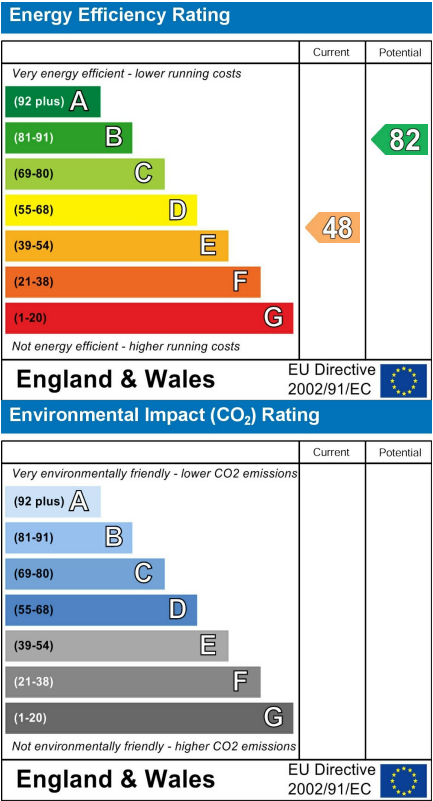 Energy Efficiency Rating
Current Potential
Very energy efficient - lower running costs
(92 plus) A
(81-91) B
82
(69-80) C
(55-68) D
(39-54) E
48
(21-38) F
(1-20) G
Not energy efficient - higher running costs
England & Wales
EU Directive
2002/91/EC
Environmental Impact (CO₂) Rating
Current Potential
Very environmentally friendly - lower CO2 emissions
(92 plus) A
(81-91) B
(69-80) C
(55-68) D
(39-54) E
(21-38) F
(1-20) G
Not environmentally friendly - higher CO2 emissions
England & Wales
EU Directive
2002/91/EC